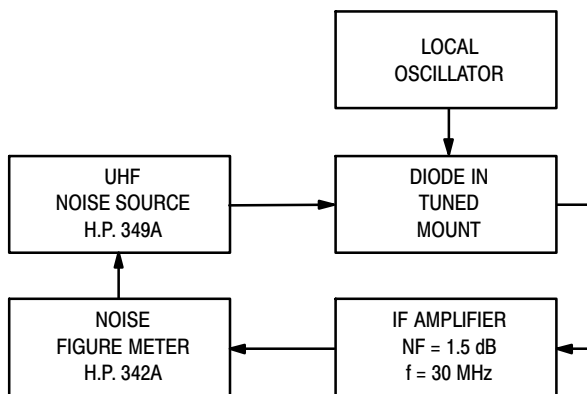 LOCAL
OSCILLATOR
UHF
NOISE SOURCE
H.P. 349A
DIODE IN
TUNED
MOUNT
NOISE
FIGURE METER
H.P. 342A
IF AMPLIFIER
NF = 1.5 dB
f = 30 MHz